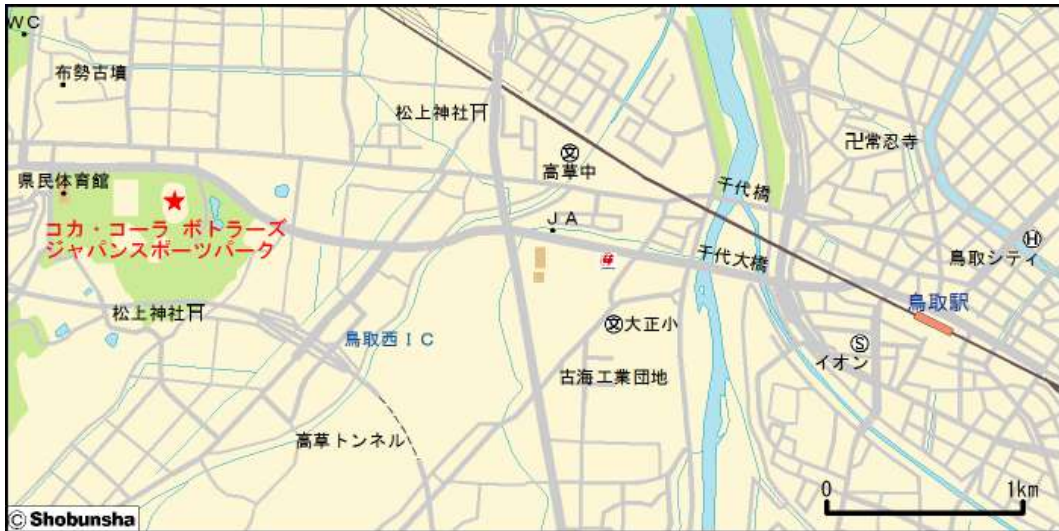 WC
布勢古墳
松上神社
高草中
常忍寺
県民体育館
千代橋
コカ・コーラ ボトラーズ
ジャパンスポーツパーク
JA
H
鳥取シティ
千代大橋
鳥取駅
松上神社
文
文大正小
鳥取西IC
S
イオン
古海工業団地
高草トンネル
0
1km
© Shobunsha